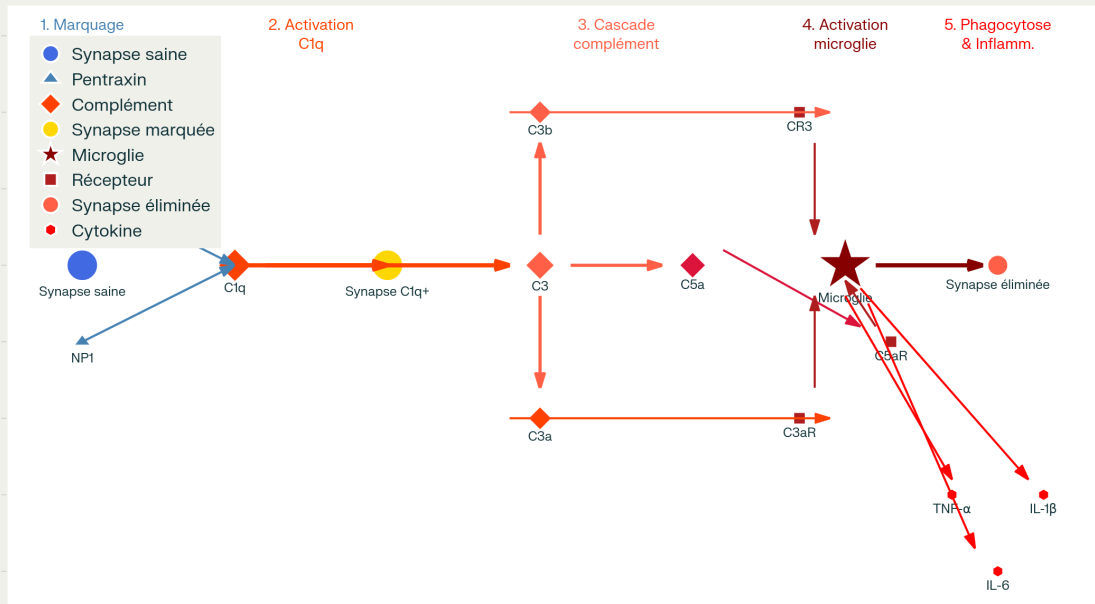 1. Marquage
2. Activation
C1q
3. Cascade
complément
4. Activation
microglie
5. Phagocytose
& Inflamm.
Synapse saine
Pentraxin
Complément
Synapse marquée
Microglie
Récepteur
Synapse éliminée
Cytokine
C3b
CR3
Synapse saine
C1q
Synapse C1q+
C3
C5a
Microglie
Synapse éliminée
NP1
C5aR
C3a
C3aR
TNF-α
IL-1β
IL-6